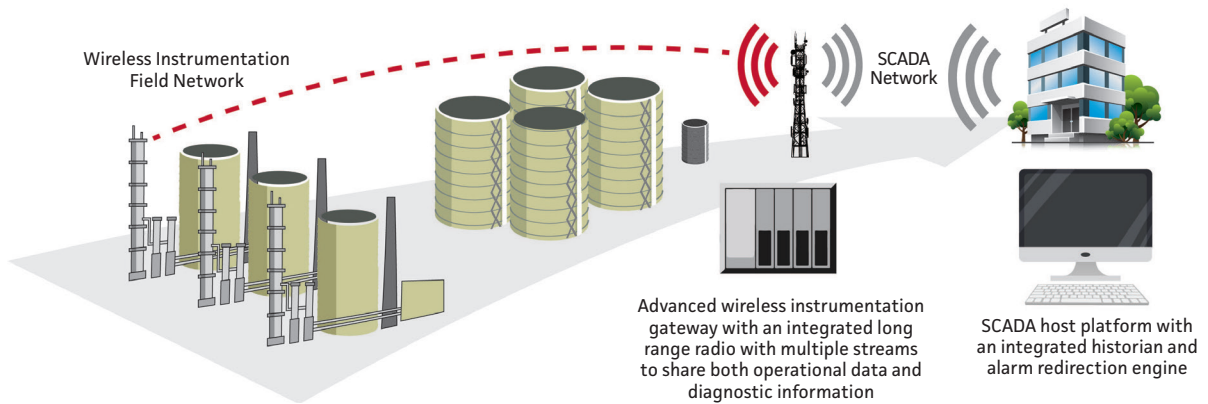 Wireless Instrumentation
Field Network
SCADA
Network
Advanced wireless instrumentation
gateway with an integrated long
range radio with multiple streams
to share both operational data and
diagnostic information
SCADA host platform with
an integrated historian and
alarm redirection engine